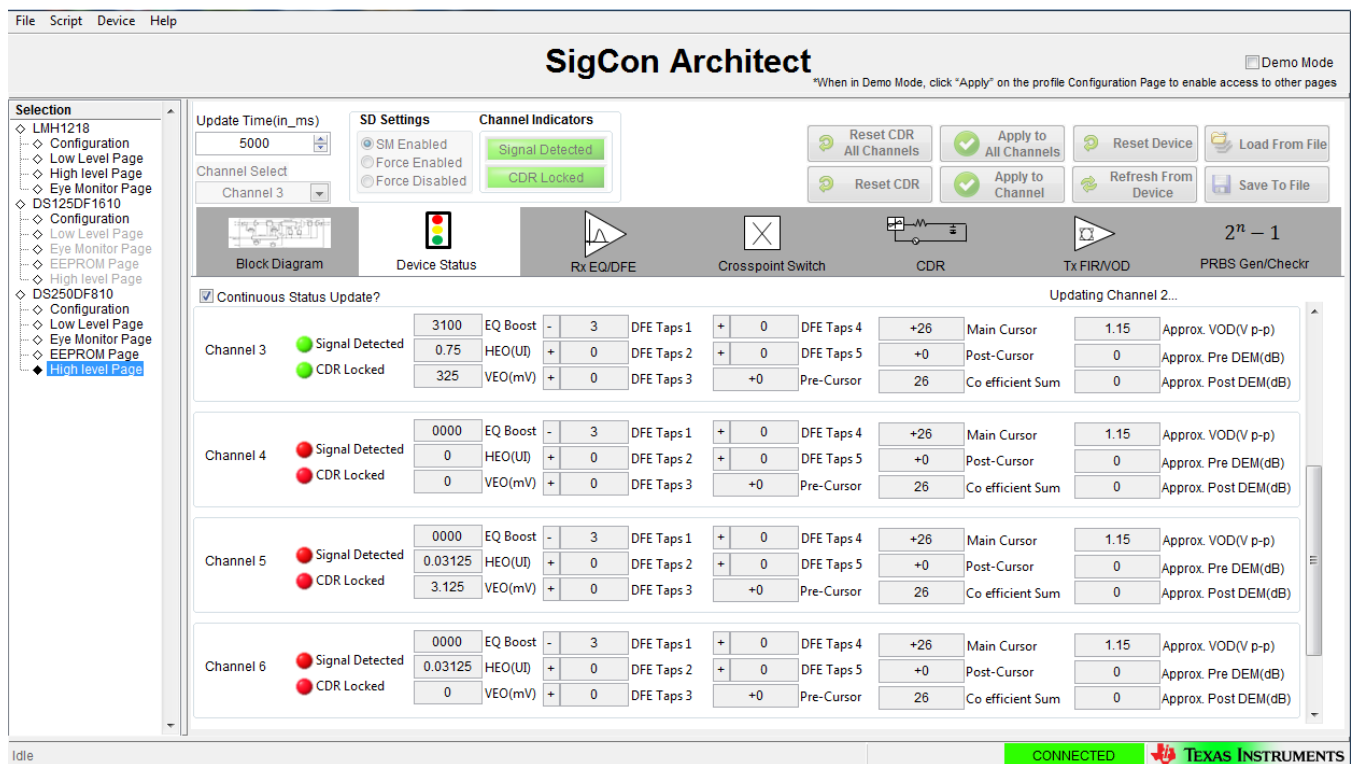 File Script Device Help
SigCon Architect
Demo Mode
*When in Demo Mode, click "Apply" on the profile Configuration Page to enable access to other pages
Selection
LMH1218
Configuration
Low Level Page
High level Page
Eye Monitor Page
DS125DF1610
Configuration
Low Level Page
Eye Monitor Page
EEPROM Page
High level Page
DS250DF810
Configuration
Low Level Page
Eye Monitor Page
EEPROM Page
High level Page
Update Time(in_ms)
5000
Channel Select
Channel 3
SD Settings
SM Enabled
Force Enabled
Force Disabled
Channel Indicators
Signal Detected
CDR Locked
Reset CDR
All Channels
Apply to
All Channels
Reset Device
Load From File
Reset CDR
Apply to
Channel
Refresh From
Device
Save To File
Block Diagram
Device Status
Rx EQ/DFE
Crosspoint Switch
CDR
Tx FIR/VOD
2ⁿ − 1
PRBS Gen/Checkr
Continuous Status Update?
Updating Channel 2...
3100 EQ Boost - 3 DFE Taps 1 + 0 DFE Taps 4 +26 Main Cursor 1.15 Approx. VOD(V p-p)
Channel 3 Signal Detected 0.75 HEO(UI) + 0 DFE Taps 2 + 0 DFE Taps 5 +0 Post-Cursor 0 Approx. Pre DEM(dB)
CDR Locked 325 VEO(mV) + 0 DFE Taps 3 +0 Pre-Cursor 26 Co efficient Sum 0 Approx. Post DEM(dB)
0000 EQ Boost - 3 DFE Taps 1 + 0 DFE Taps 4 +26 Main Cursor 1.15 Approx. VOD(V p-p)
Channel 4 Signal Detected 0 HEO(UI) + 0 DFE Taps 2 + 0 DFE Taps 5 +0 Post-Cursor 0 Approx. Pre DEM(dB)
CDR Locked 0 VEO(mV) + 0 DFE Taps 3 +0 Pre-Cursor 26 Co efficient Sum 0 Approx. Post DEM(dB)
0000 EQ Boost - 3 DFE Taps 1 + 0 DFE Taps 4 +26 Main Cursor 1.15 Approx. VOD(V p-p)
Channel 5 Signal Detected 0.03125 HEO(UI) + 0 DFE Taps 2 + 0 DFE Taps 5 +0 Post-Cursor 0 Approx. Pre DEM(dB)
CDR Locked 3.125 VEO(mV) + 0 DFE Taps 3 +0 Pre-Cursor 26 Co efficient Sum 0 Approx. Post DEM(dB)
0000 EQ Boost - 3 DFE Taps 1 + 0 DFE Taps 4 +26 Main Cursor 1.15 Approx. VOD(V p-p)
Channel 6 Signal Detected 0.03125 HEO(UI) + 0 DFE Taps 2 + 0 DFE Taps 5 +0 Post-Cursor 0 Approx. Pre DEM(dB)
CDR Locked 0 VEO(mV) + 0 DFE Taps 3 +0 Pre-Cursor 26 Co efficient Sum 0 Approx. Post DEM(dB)
Idle
CONNECTED
TEXAS INSTRUMENTS